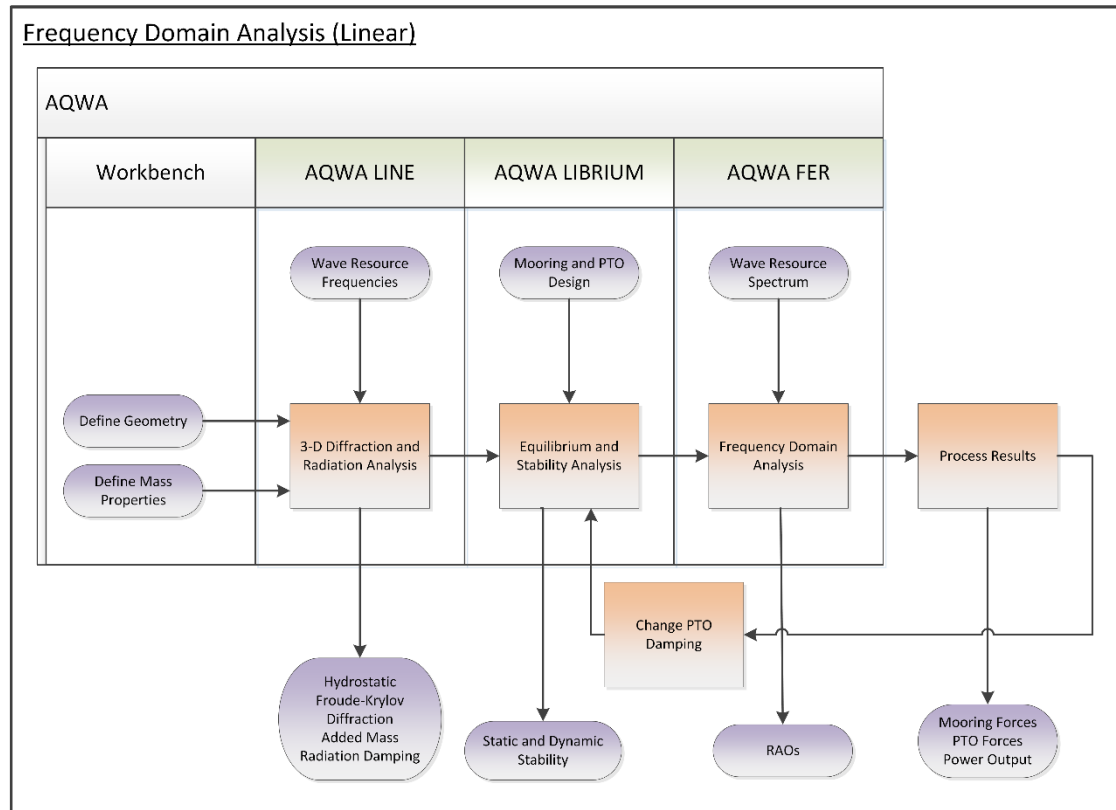 Frequency Domain Analysis (Linear)
AQWA
Workbench
AQWA LINE
AQWA LIBRIUM
AQWA FER
Wave Resource
Frequencies
Mooring and PTO
Design
Wave Resource
Spectrum
Define Geometry
Define Mass
Properties
3-D Diffraction and
Radiation Analysis
Equilibrium and
Stability Analysis
Frequency Domain
Analysis
Process Results
Change PTO
Damping
Hydrostatic
Froude-Krylov
Diffraction
Added Mass
Radiation Damping
Static and Dynamic
Stability
RAOs
Mooring Forces
PTO Forces
Power Output